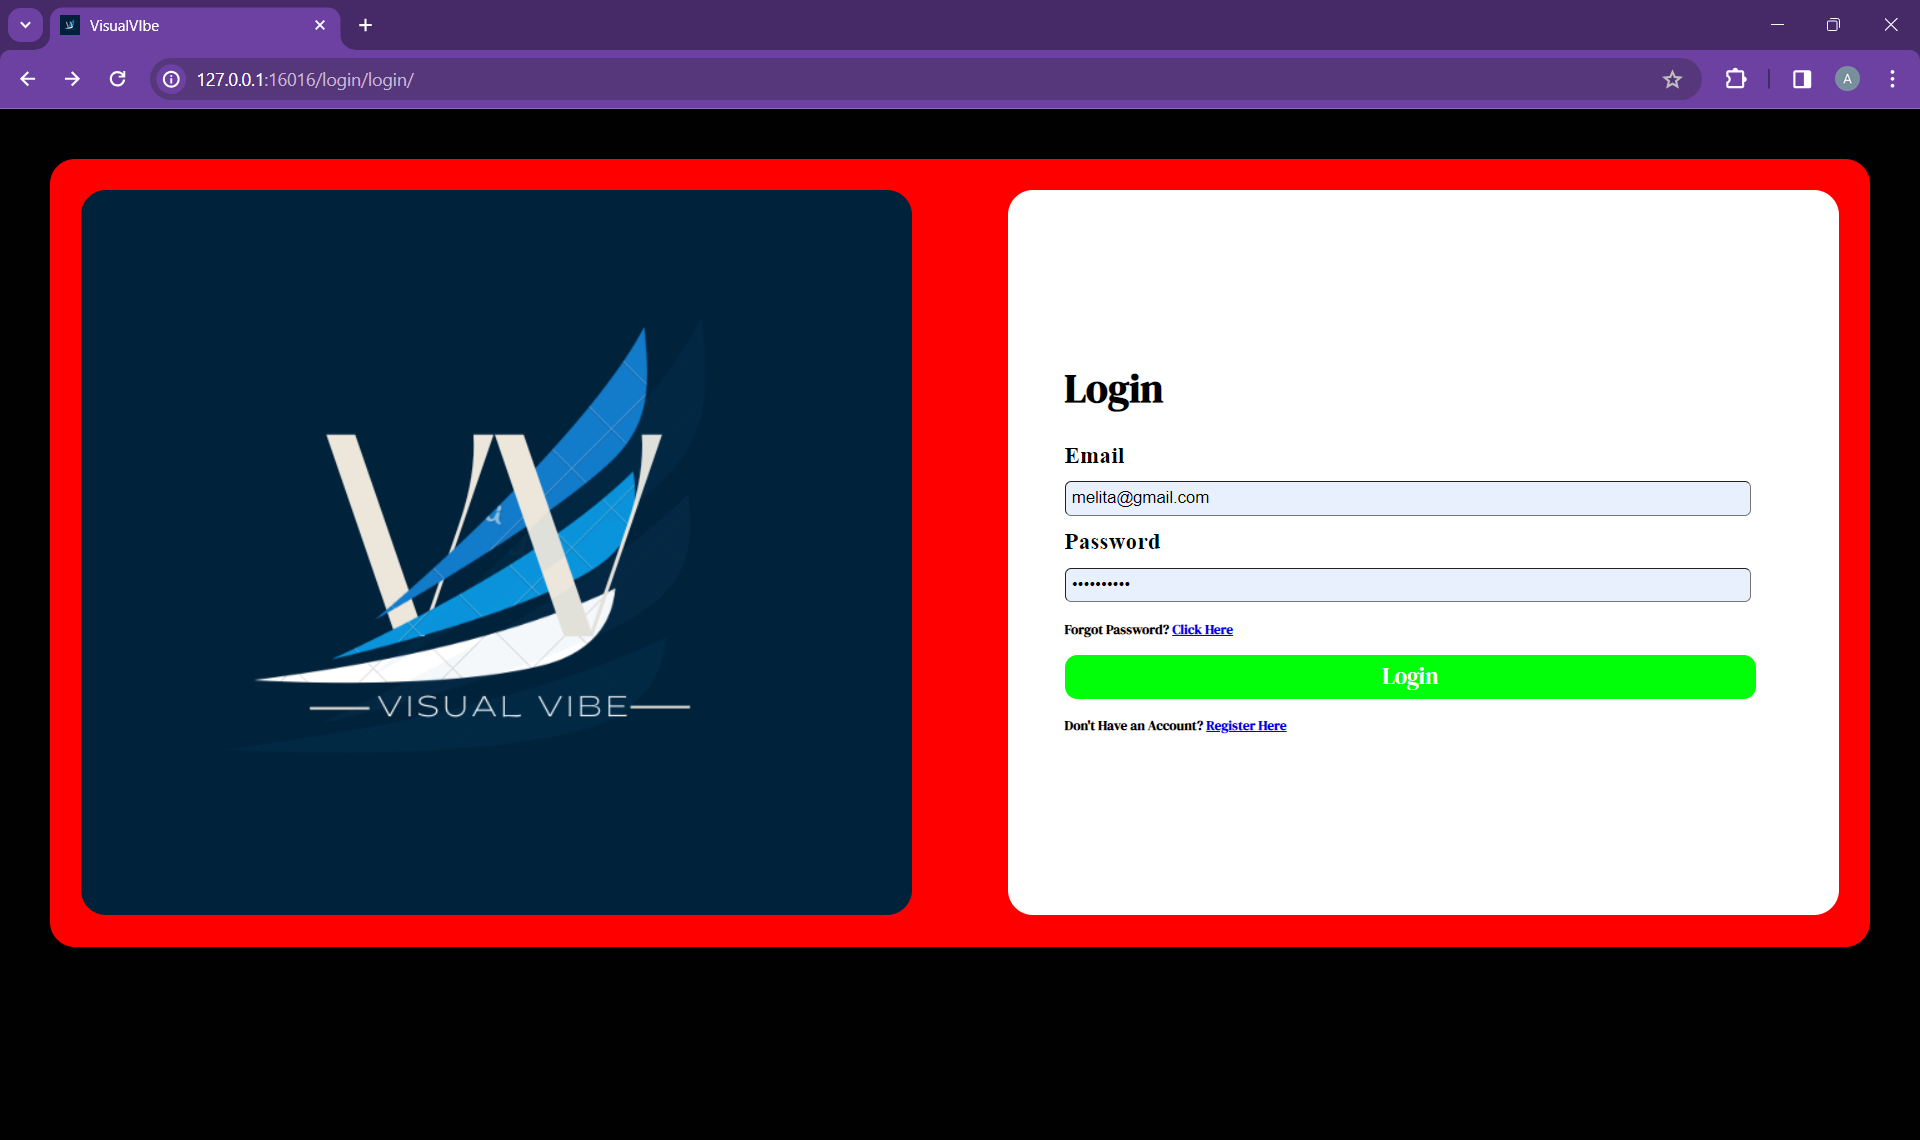 VisualVIbe
127.0.0.1:16016/login/login/
A
VV
a
VISUAL VIBE
Login
Email
melita@gmail.com
Password
••••••••••
Forgot Password? Click Here
Login
Don't Have an Account? Register Here